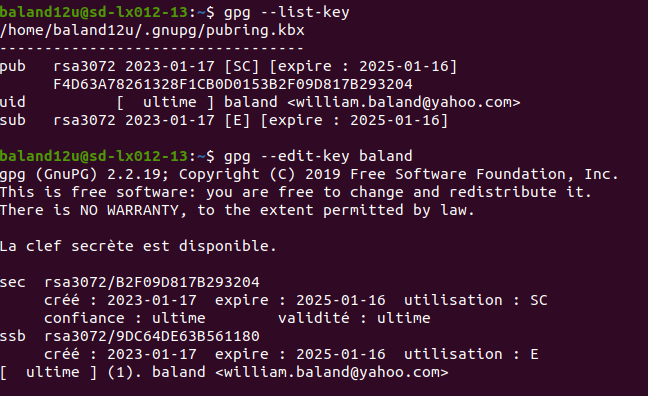 baland12u@sd-lx012-13:~$ gpg --list-key
/home/baland12u/.gnupg/pubring.kbx
----------------------------------
pub   rsa3072 2023-01-17 [SC] [expire : 2025-01-16]
      F4D63A78261328F1CB0D0153B2F09D817B293204
uid          [  ultime ] baland <william.baland@yahoo.com>
sub   rsa3072 2023-01-17 [E] [expire : 2025-01-16]
baland12u@sd-lx012-13:~$ gpg --edit-key baland
gpg (GnuPG) 2.2.19; Copyright (C) 2019 Free Software Foundation, Inc.
This is free software: you are free to change and redistribute it.
There is NO WARRANTY, to the extent permitted by law.
La clef secrète est disponible.
sec  rsa3072/B2F09D817B293204
     créé : 2023-01-17  expire : 2025-01-16  utilisation : SC
     confiance : ultime        validité : ultime
ssb  rsa3072/9DC64DE63B561180
     créé : 2023-01-17  expire : 2025-01-16  utilisation : E
[  ultime ] (1). baland <william.baland@yahoo.com>